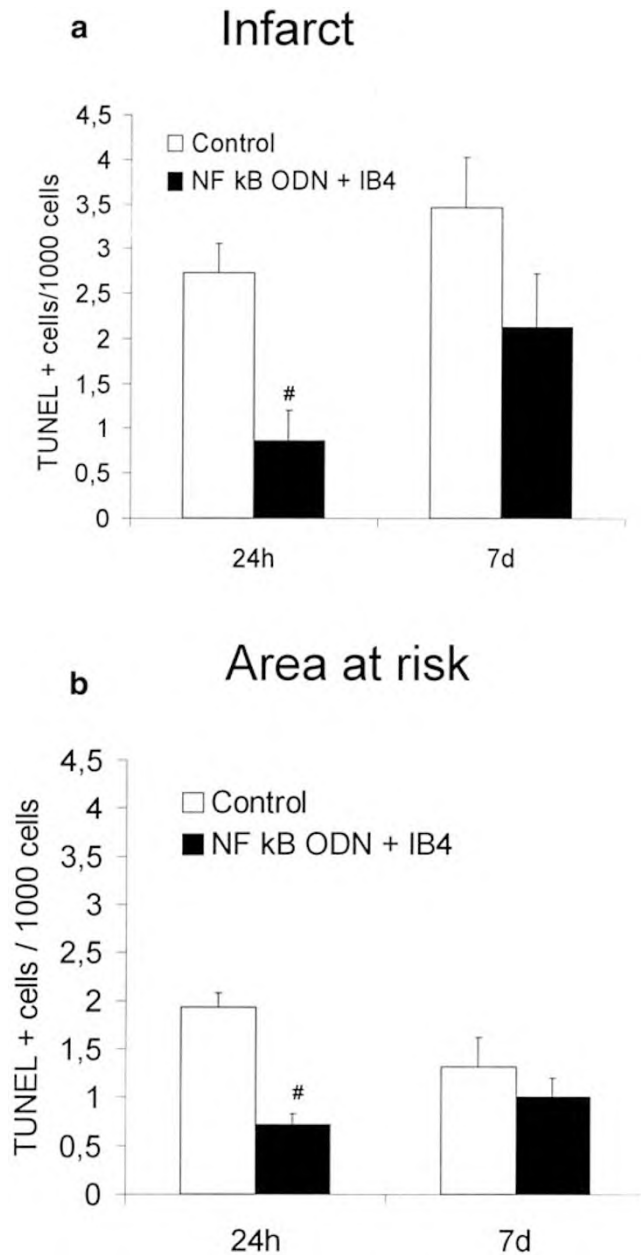 a Infarct
TUNEL + cells/1000 cells
4,5
4
3,5
3
2,5
2
1,5
1
0,5
0
Control
NF kB ODN + IB4
#
24h 7d
b Area at risk
TUNEL + cells / 1000 cells
4,5
4
3,5
3
2,5
2
1,5
1
0,5
0
Control
NF kB ODN + IB4
#
24h 7d